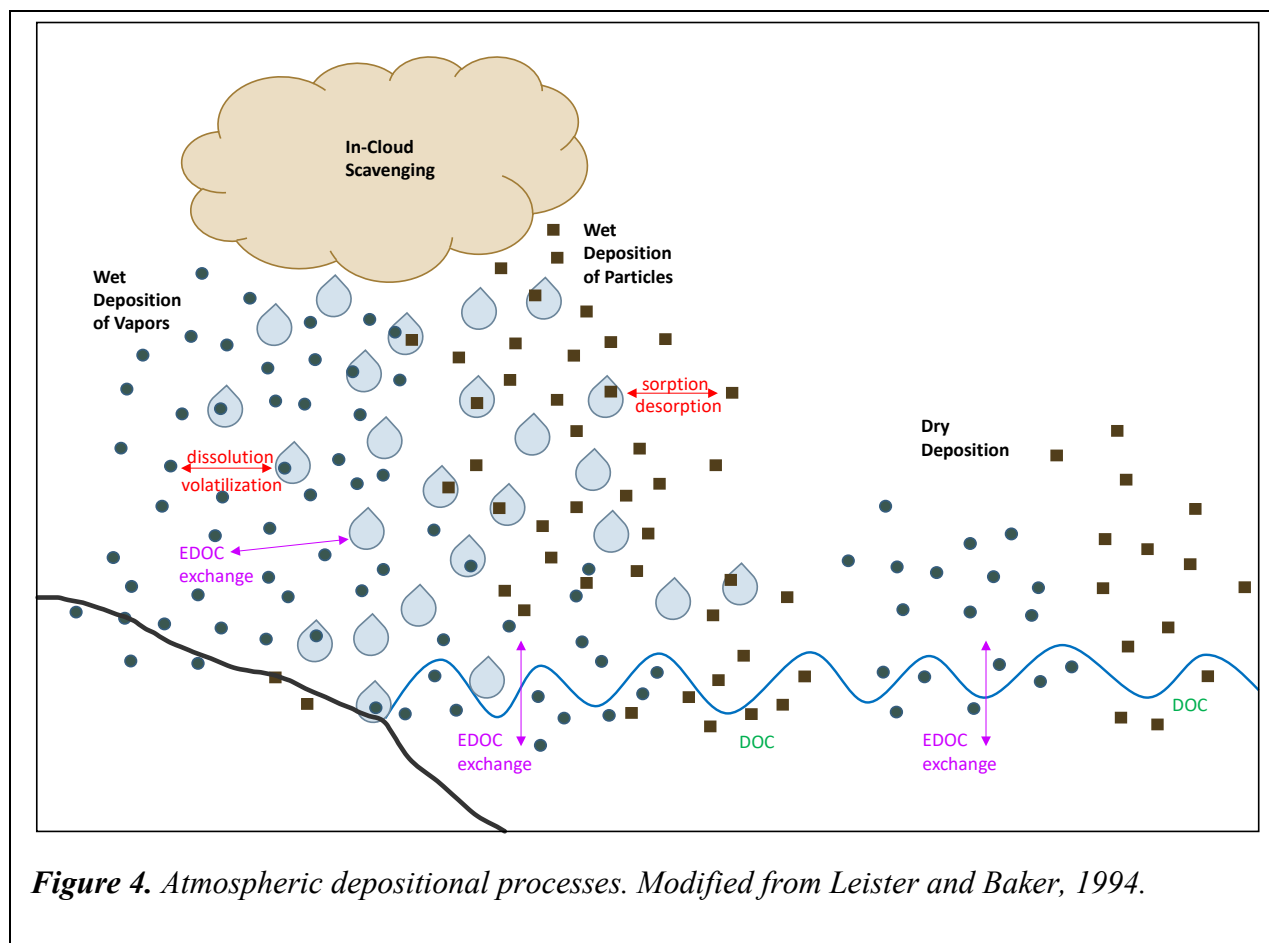 In-Cloud
Scavenging
Wet
Deposition
of Particles
Wet
Deposition
of Vapors
sorption
desorption
Dry
Deposition
dissolution
volatilization
EDOC
exchange
EDOC
exchange
DOC
EDOC
exchange
DOC
Figure 4. Atmospheric depositional processes. Modified from Leister and Baker, 1994.